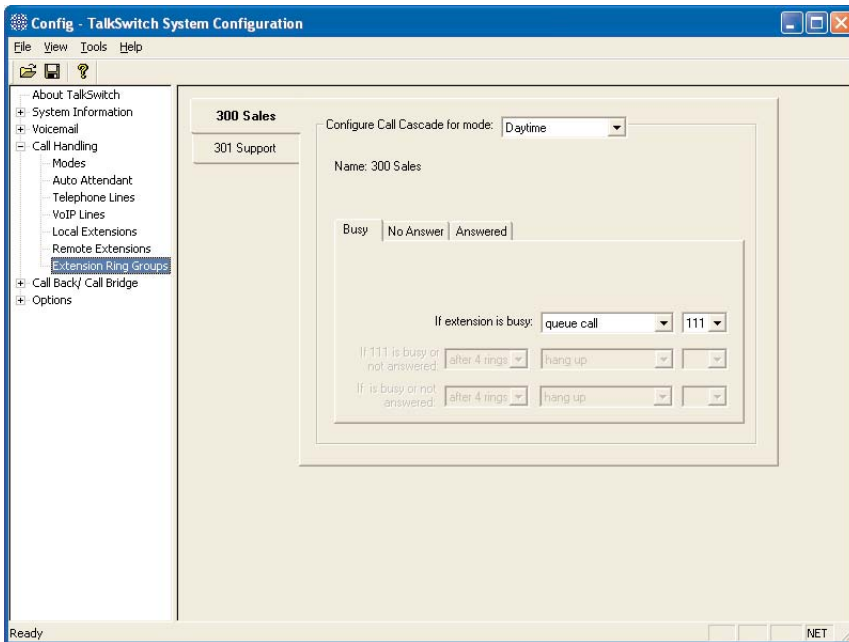 Config - TalkSwitch System Configuration
File View Tools Help
About TalkSwitch
System Information
Voicemail
Call Handling
Modes
Auto Attendant
Telephone Lines
VoIP Lines
Local Extensions
Remote Extensions
Extension Ring Groups
Call Back/ Call Bridge
Options
300 Sales
301 Support
Configure Call Cascade for mode: Daytime
Name: 300 Sales
Busy No Answer Answered
If extension is busy: queue call 111
If 111 is busy or
not answered: after 4 rings hang up
If is busy or not
answered: after 4 rings hang up
Ready NET